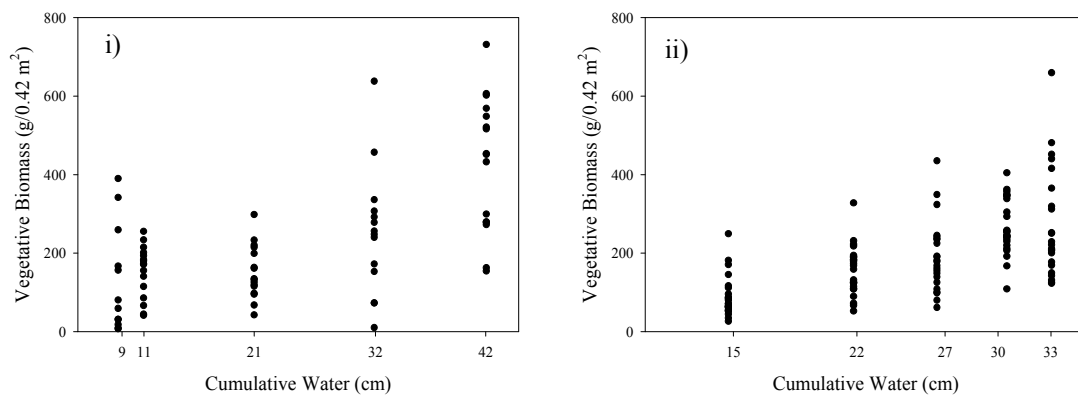 i)
Vegetative Biomass (g/0.42 m²)
800
600
400
200
0
9 11 21 32 42
Cumulative Water (cm)
ii)
Vegetative Biomass (g/0.42 m²)
800
600
400
200
0
15 22 27 30 33
Cumulative Water (cm)